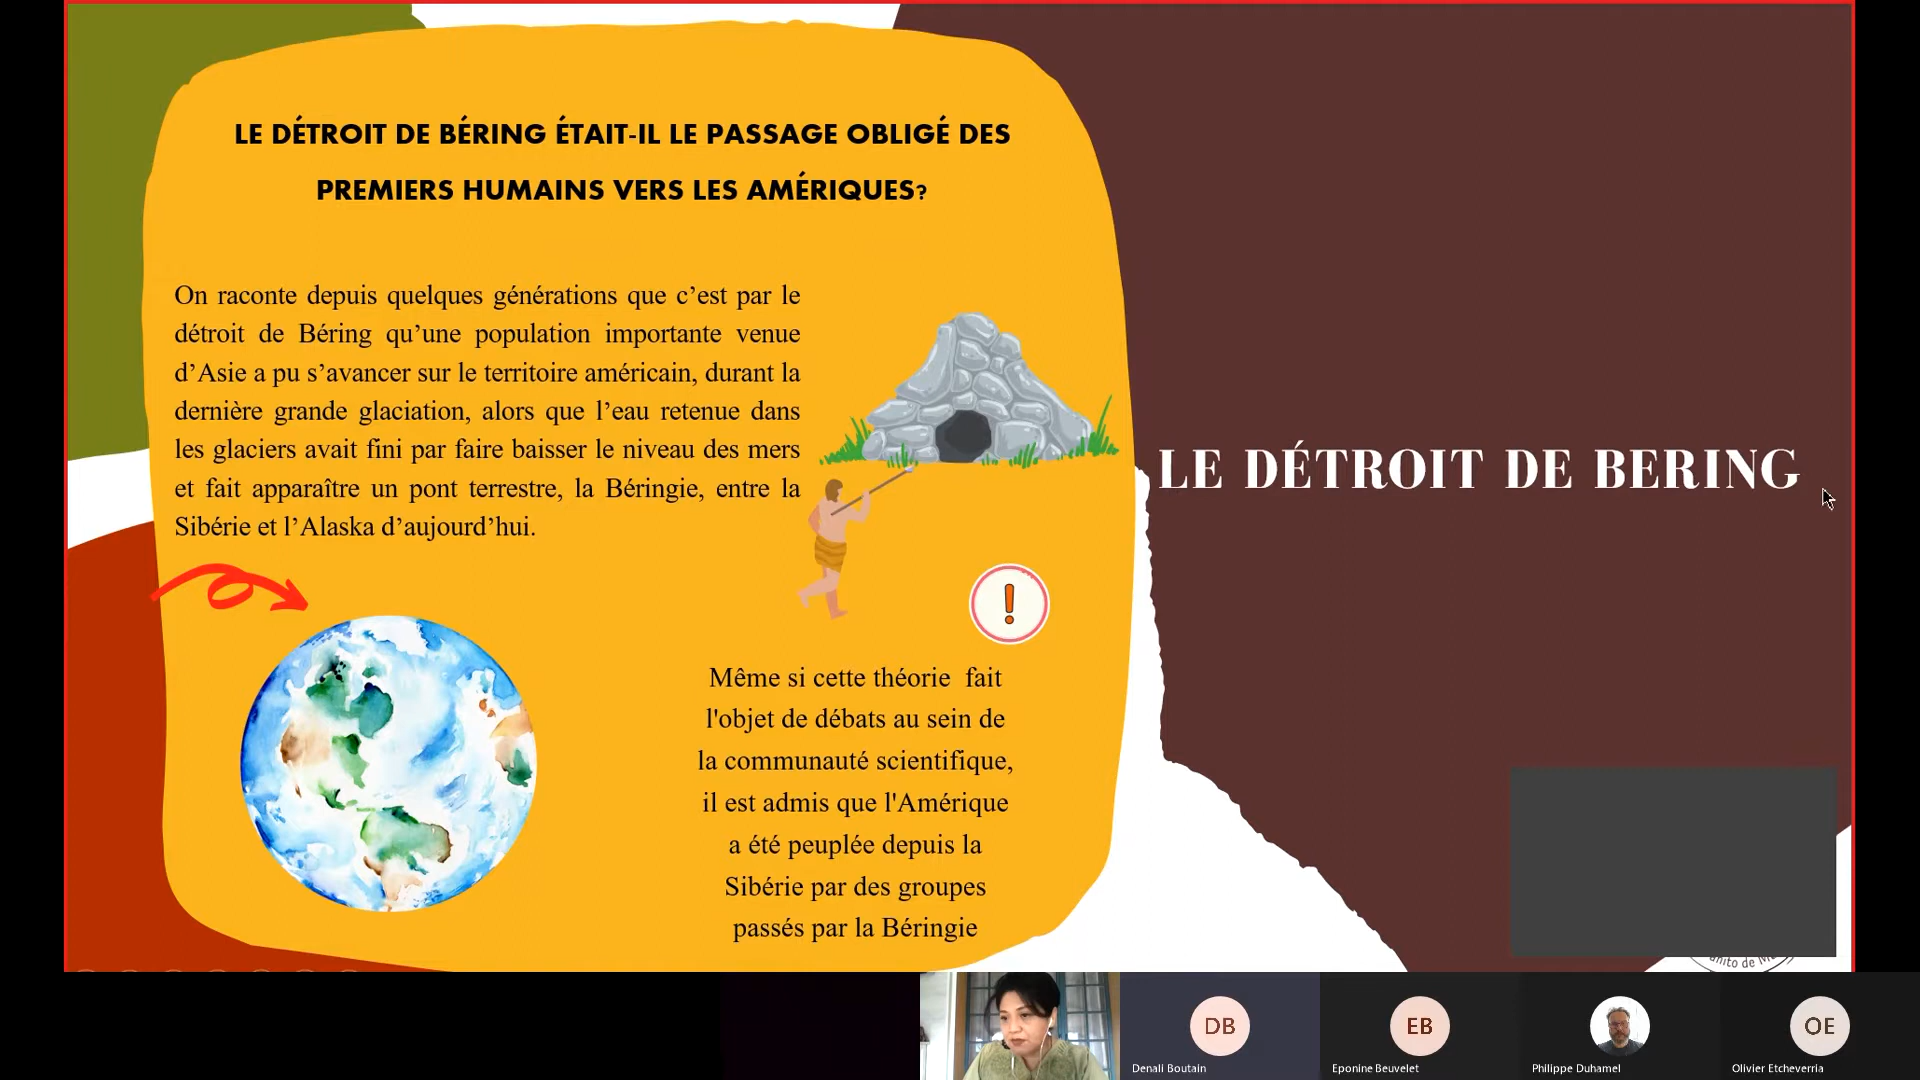 LE DÉTROIT DE BÉRING ÉTAIT-IL LE PASSAGE OBLIGÉ DES
PREMIERS HUMAINS VERS LES AMÉRIQUES?
On raconte depuis quelques générations que c’est par le
détroit de Béring qu’une population importante venue
d’Asie a pu s’avancer sur le territoire américain, durant la
dernière grande glaciation, alors que l’eau retenue dans
les glaciers avait fini par faire baisser le niveau des mers
et fait apparaître un pont terrestre, la Béringie, entre la
Sibérie et l’Alaska d’aujourd’hui.
!
Même si cette théorie  fait
l'objet de débats au sein de
la communauté scientifique,
il est admis que l'Amérique
a été peuplée depuis la
Sibérie par des groupes
passés par la Béringie
LE DÉTROIT DE BERING
DB
EB
OE
Denali Boutain
Eponine Beuvelet
Philippe Duhamel
Olivier Etcheverria